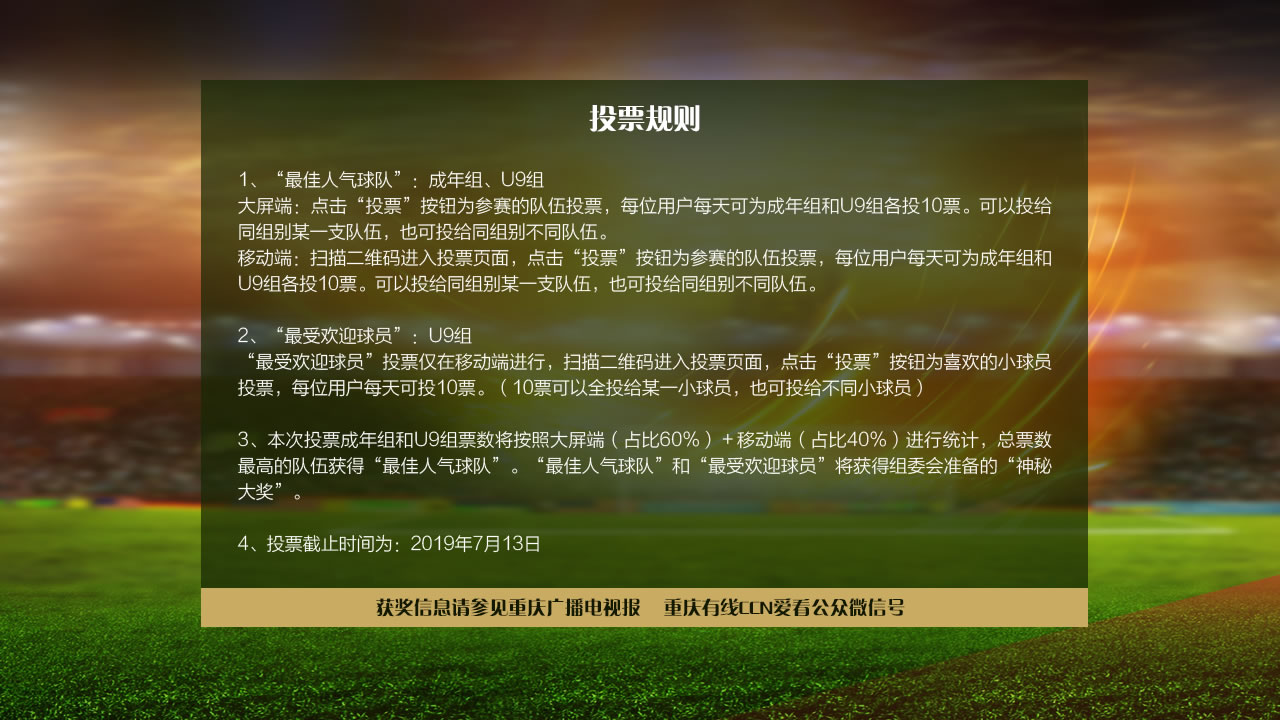 投票规则
1、“最佳人气球队”：成年组、U9组
大屏端：点击“投票”按钮为参赛的队伍投票，每位用户每天可为成年组和U9组各投10票。可以投给
同组别某一支队伍，也可投给同组别不同队伍。
移动端：扫描二维码进入投票页面，点击“投票”按钮为参赛的队伍投票，每位用户每天可为成年组和
U9组各投10票。可以投给同组别某一支队伍，也可投给同组别不同队伍。
2、“最受欢迎球员”：U9组
“最受欢迎球员”投票仅在移动端进行，扫描二维码进入投票页面，点击“投票”按钮为喜欢的小球员
投票，每位用户每天可投10票。（10票可以全投给某一小球员，也可投给不同小球员）
3、本次投票成年组和U9组票数将按照大屏端（占比60%）＋移动端（占比40%）进行统计，总票数
最高的队伍获得“最佳人气球队”。“最佳人气球队”和“最受欢迎球员”将获得组委会准备的“神秘
大奖”。
4、投票截止时间为：2019年7月13日
获奖信息请参见重庆广播电视报 重庆有线CCN爱看公众微信号